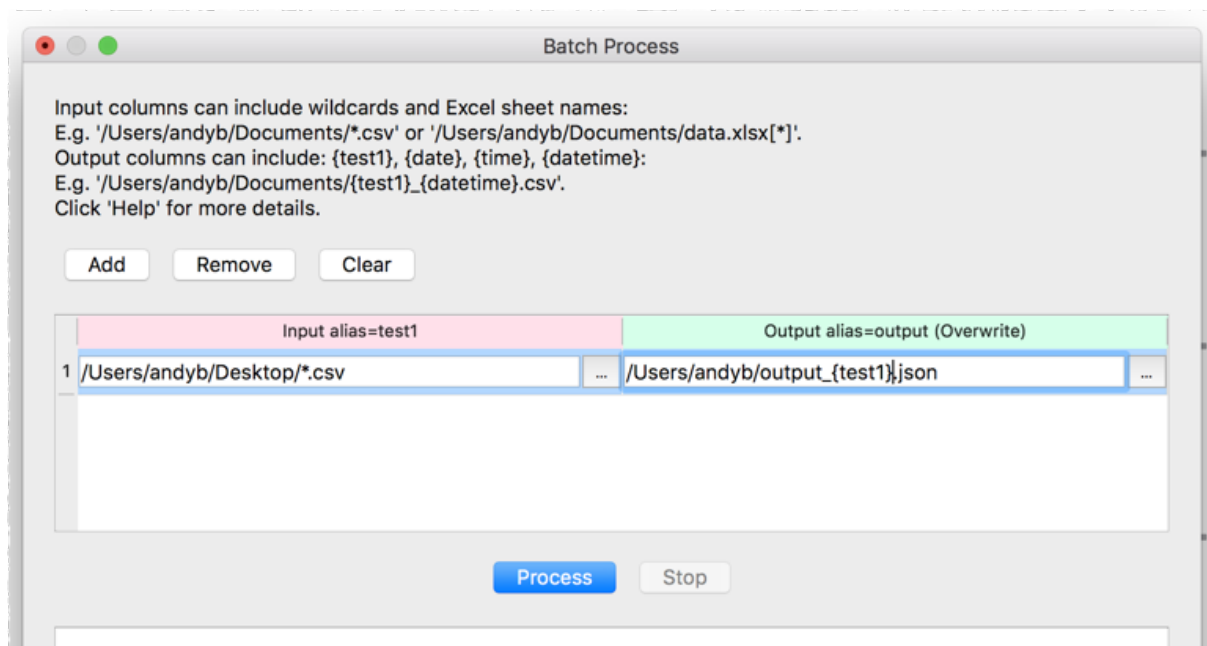 Batch Process
Input columns can include wildcards and Excel sheet names:
E.g. '/Users/andyb/Documents/*.csv' or '/Users/andyb/Documents/data.xlsx[*]'.
Output columns can include: {test1}, {date}, {time}, {datetime}:
E.g. '/Users/andyb/Documents/{test1}_{datetime}.csv'.
Click 'Help' for more details.
Add Remove Clear
Input alias=test1 Output alias=output (Overwrite)
1 /Users/andyb/Desktop/*.csv ... /Users/andyb/output_{test1}.json ...
Process Stop